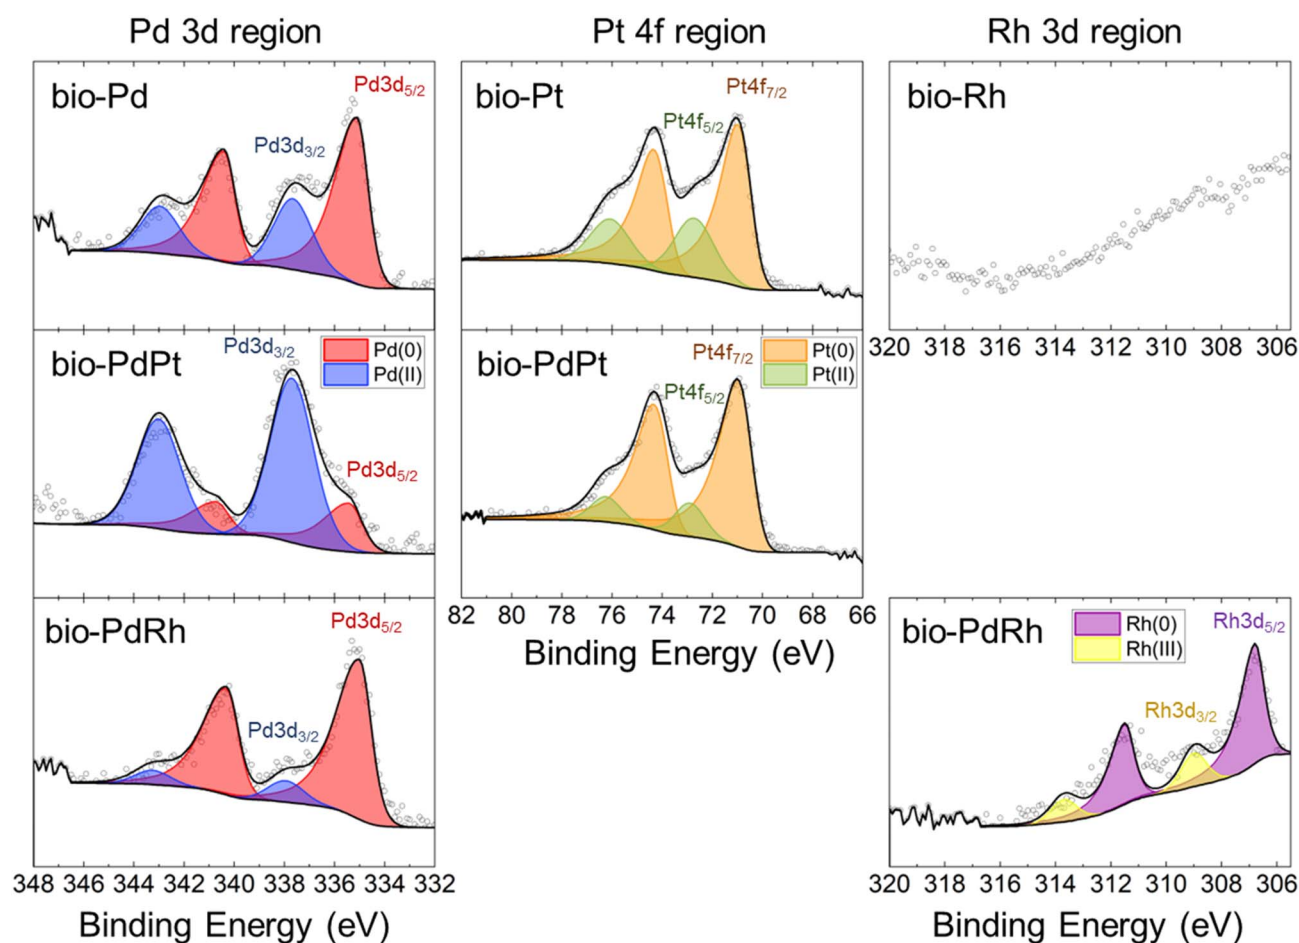 Pd 3d region
Pt 4f region
Rh 3d region
bio-Pd
Pd3d5/2
Pd3d3/2
bio-Pt
Pt4f7/2
Pt4f5/2
bio-Rh
320 318 316 314 312 310 308 306
bio-PdPt
Pd3d3/2
Pd(0)
Pd(II)
Pd3d5/2
bio-PdPt
Pt4f7/2
Pt(0)
Pt(II)
Pt4f5/2
82 80 78 76 74 72 70 68 66
Binding Energy (eV)
bio-PdRh
Pd3d5/2
Pd3d3/2
348 346 344 342 340 338 336 334 332
Binding Energy (eV)
bio-PdRh
Rh(0)
Rh(III)
Rh3d5/2
Rh3d3/2
320 318 316 314 312 310 308 306
Binding Energy (eV)